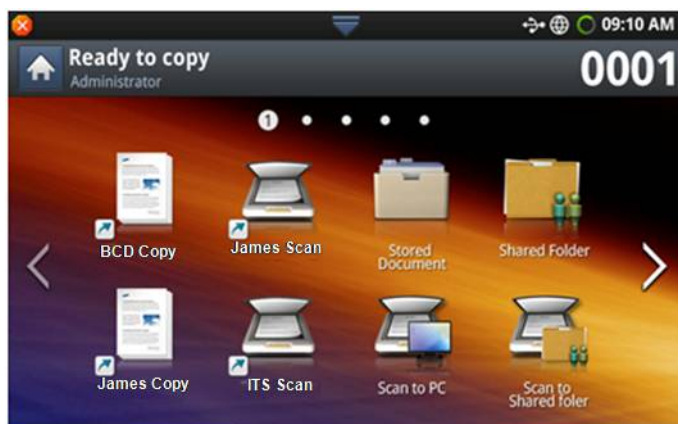 09:10 AM
Ready to copy
Administrator
0001
1
BCD Copy
James Scan
Stored
Document
Shared Folder
James Copy
ITS Scan
Scan to PC
Scan to
Shared foler